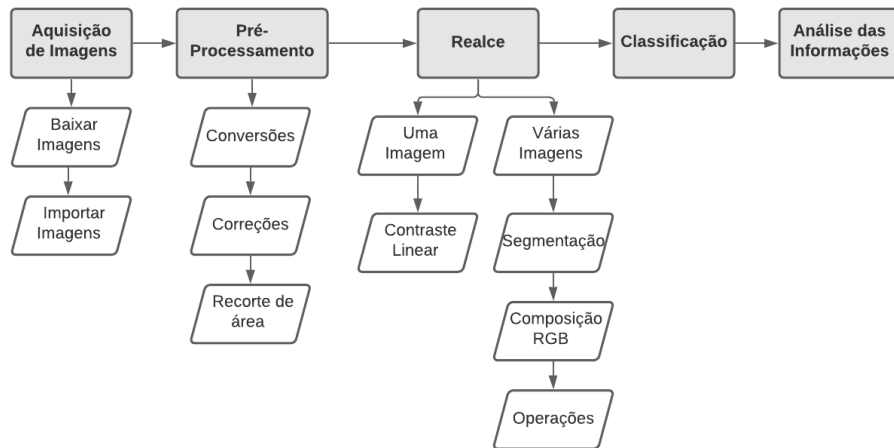 Aquisição
de Imagens
Pré-
Processamento
Realce
Classificação
Análise das
Informações
Baixar
Imagens
Importar
Imagens
Conversões
Correções
Recorte de
área
Uma
Imagem
Contraste
Linear
Várias
Imagens
Segmentação
Composição
RGB
Operações